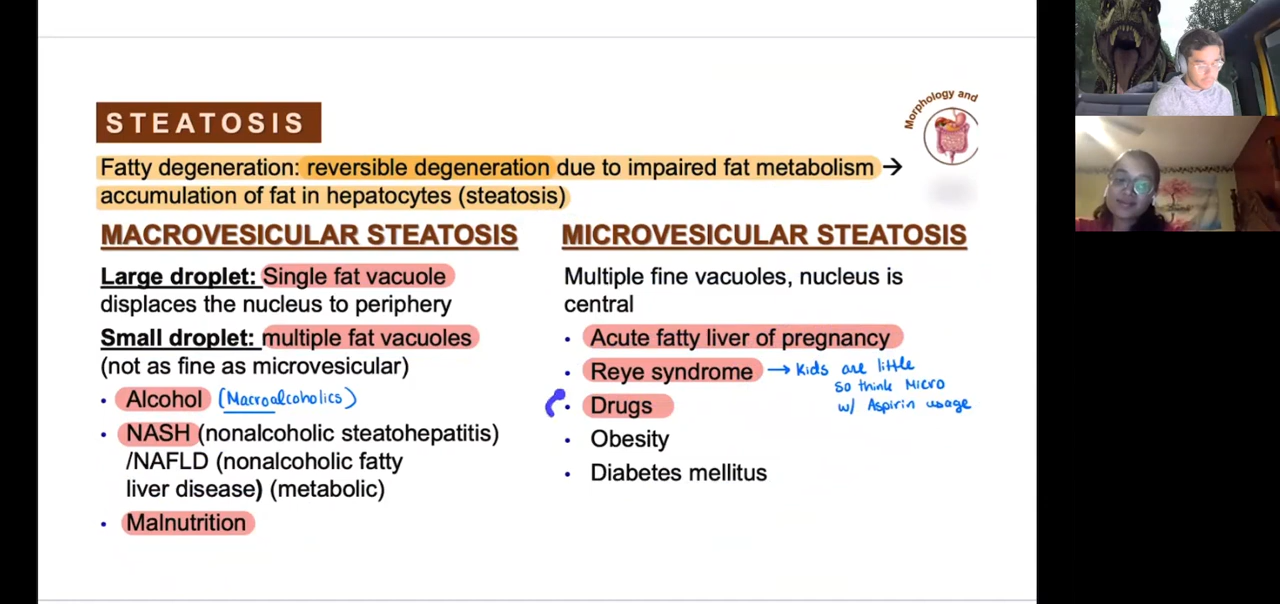 STEATOSIS
Morphology and
Fatty degeneration: reversible degeneration due to impaired fat metabolism →
accumulation of fat in hepatocytes (steatosis)
MACROVESICULAR STEATOSIS
Large droplet: Single fat vacuole
displaces the nucleus to periphery
Small droplet: multiple fat vacuoles
(not as fine as microvesicular)
• Alcohol (Macroalcoholics)
• NASH (nonalcoholic steatohepatitis)
/NAFLD (nonalcoholic fatty
liver disease) (metabolic)
• Malnutrition
MICROVESICULAR STEATOSIS
Multiple fine vacuoles, nucleus is
central
• Acute fatty liver of pregnancy
• Reye syndrome → Kids are little
so think Micro
w/ Aspirin usage
• Drugs
• Obesity
• Diabetes mellitus